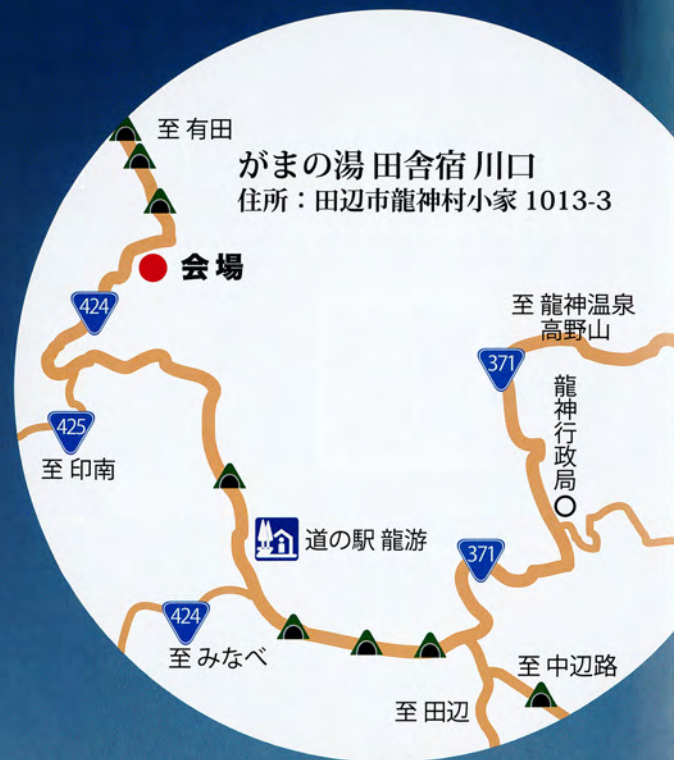 至 有田
がまの湯 田舎宿 川口
住所：田辺市龍神村小家 1013-3
会場
424
至 龍神温泉
高野山
371
龍神行政局
425
至 印南
道の駅 龍游
371
424
至 みなべ
至 中辺路
至 田辺